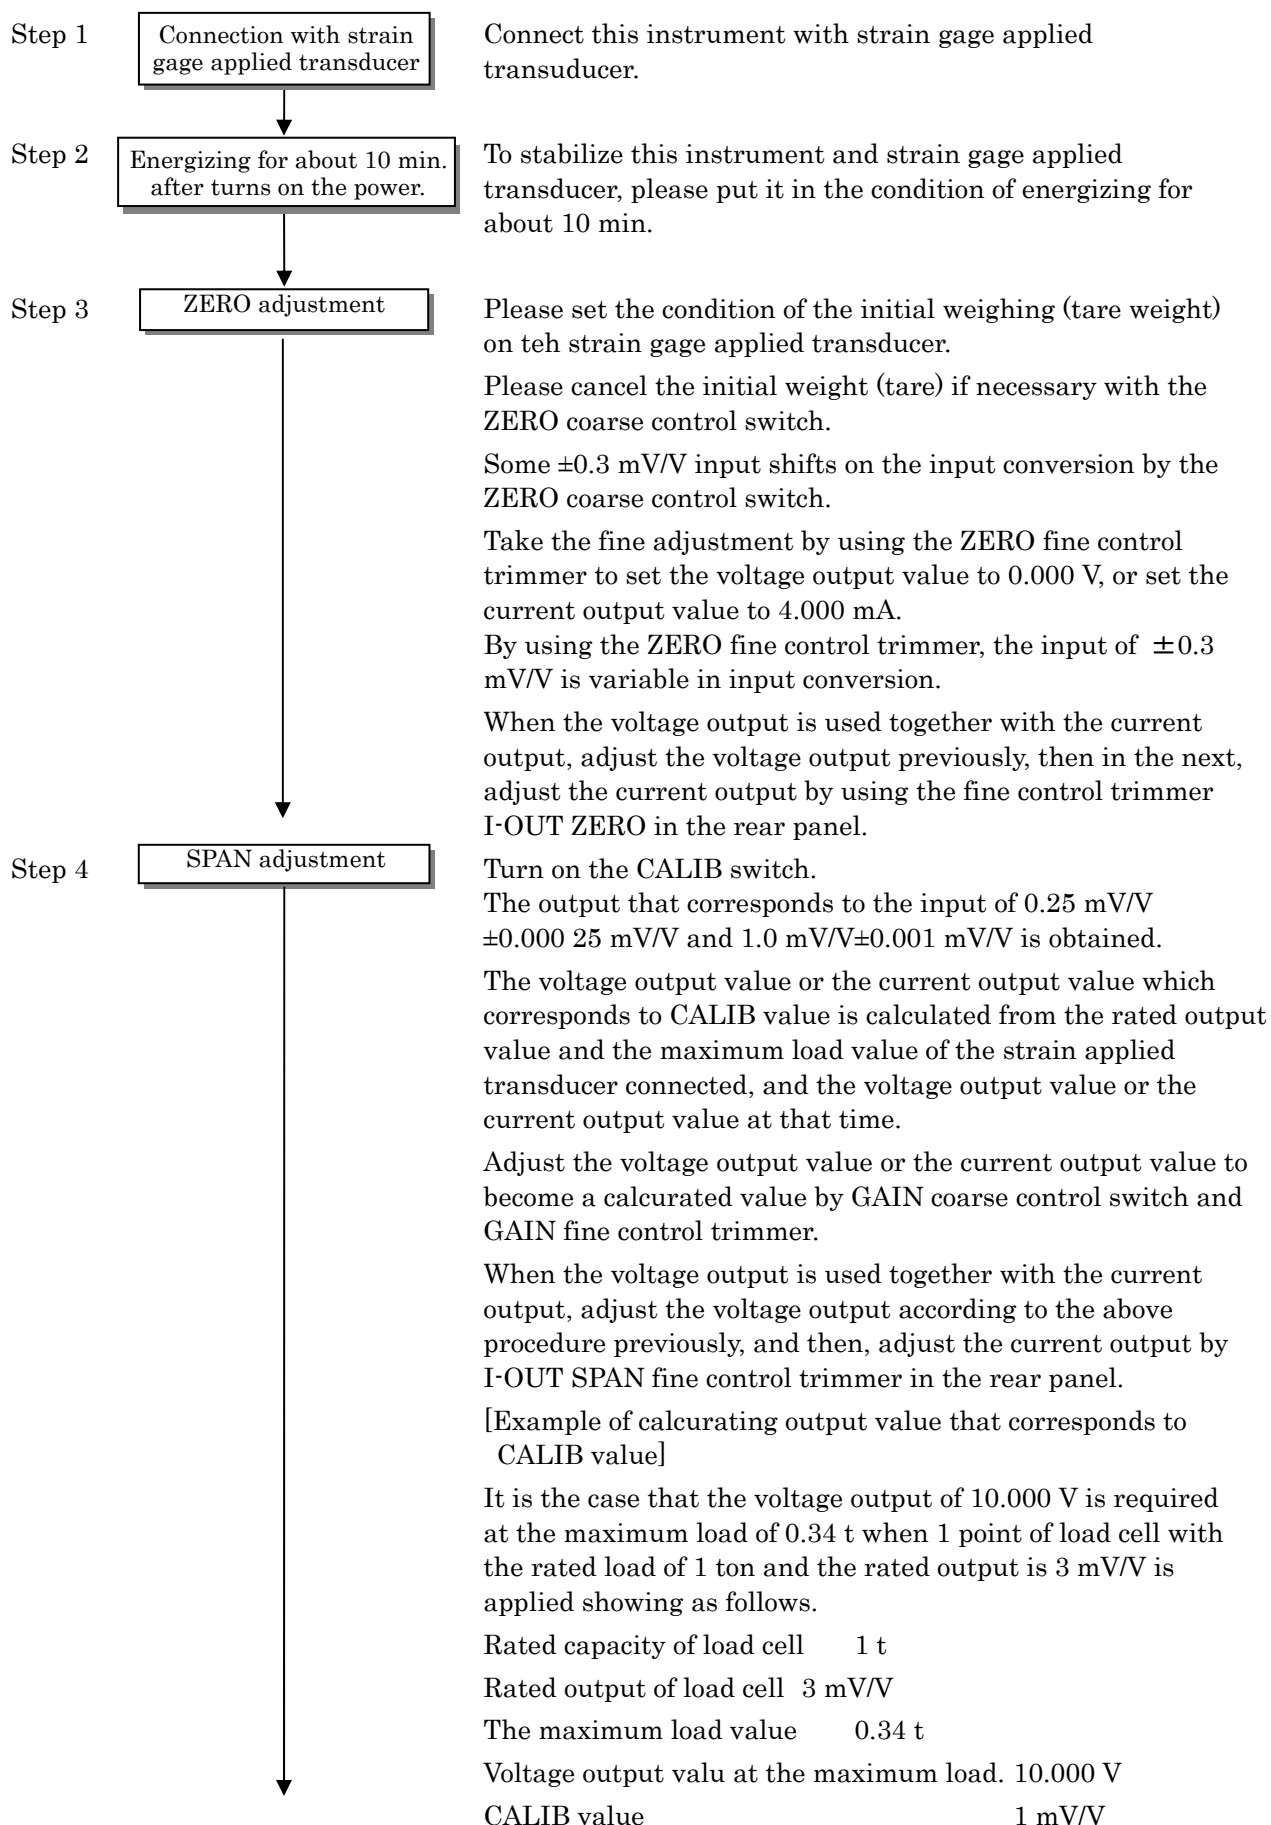 Step 1
Connection with strain
gage applied transducer
Connect this instrument with strain gage applied
transuducer.
Step 2
Energizing for about 10 min.
after turns on the power.
To stabilize this instrument and strain gage applied
transducer, please put it in the condition of energizing for
about 10 min.
Step 3
ZERO adjustment
Please set the condition of the initial weighing (tare weight)
on teh strain gage applied transducer.
Please cancel the initial weight (tare) if necessary with the
ZERO coarse control switch.
Some ±0.3 mV/V input shifts on the input conversion by the
ZERO coarse control switch.
Take the fine adjustment by using the ZERO fine control
trimmer to set the voltage output value to 0.000 V, or set the
current output value to 4.000 mA.
By using the ZERO fine control trimmer, the input of ±0.3
mV/V is variable in input conversion.
When the voltage output is used together with the current
output, adjust the voltage output previously, then in the next,
adjust the current output by using the fine control trimmer
I-OUT ZERO in the rear panel.
Step 4
SPAN adjustment
Turn on the CALIB switch.
The output that corresponds to the input of 0.25 mV/V
±0.000 25 mV/V and 1.0 mV/V±0.001 mV/V is obtained.
The voltage output value or the current output value which
corresponds to CALIB value is calculated from the rated output
value and the maximum load value of the strain applied
transducer connected, and the voltage output value or the
current output value at that time.
Adjust the voltage output value or the current output value to
become a calcurated value by GAIN coarse control switch and
GAIN fine control trimmer.
When the voltage output is used together with the current
output, adjust the voltage output according to the above
procedure previously, and then, adjust the current output by
I-OUT SPAN fine control trimmer in the rear panel.
[Example of calcurating output value that corresponds to
CALIB value]
It is the case that the voltage output of 10.000 V is required
at the maximum load of 0.34 t when 1 point of load cell with
the rated load of 1 ton and the rated output is 3 mV/V is
applied showing as follows.
Rated capacity of load cell 1 t
Rated output of load cell 3 mV/V
The maximum load value 0.34 t
Voltage output valu at the maximum load. 10.000 V
CALIB value 1 mV/V